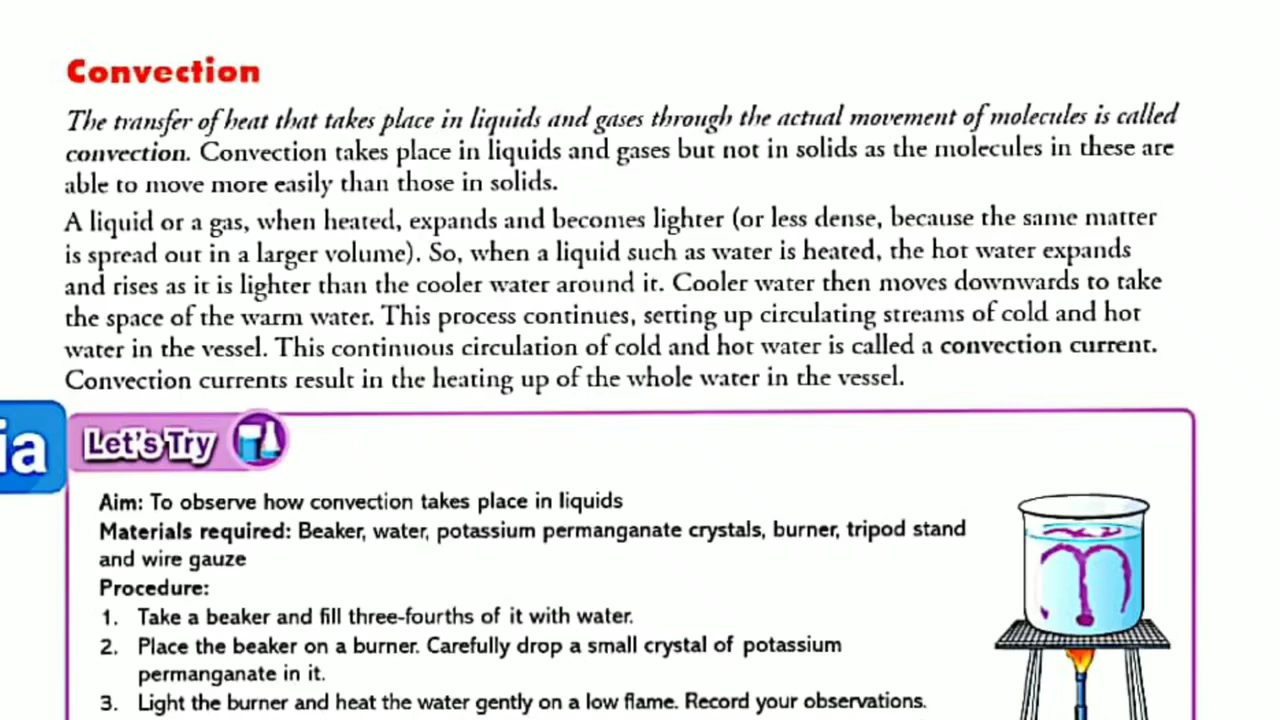 Convection
The transfer of heat that takes place in liquids and gases through the actual movement of molecules is called
convection. Convection takes place in liquids and gases but not in solids as the molecules in these are
able to move more easily than those in solids.
A liquid or a gas, when heated, expands and becomes lighter (or less dense, because the same matter
is spread out in a larger volume). So, when a liquid such as water is heated, the hot water expands
and rises as it is lighter than the cooler water around it. Cooler water then moves downwards to take
the space of the warm water. This process continues, setting up circulating streams of cold and hot
water in the vessel. This continuous circulation of cold and hot water is called a convection current.
Convection currents result in the heating up of the whole water in the vessel.
ia
Let's Try
Aim: To observe how convection takes place in liquids
Materials required: Beaker, water, potassium permanganate crystals, burner, tripod stand
and wire gauze
Procedure:
1. Take a beaker and fill three-fourths of it with water.
2. Place the beaker on a burner. Carefully drop a small crystal of potassium
permanganate in it.
3. Light the burner and heat the water gently on a low flame. Record your observations.